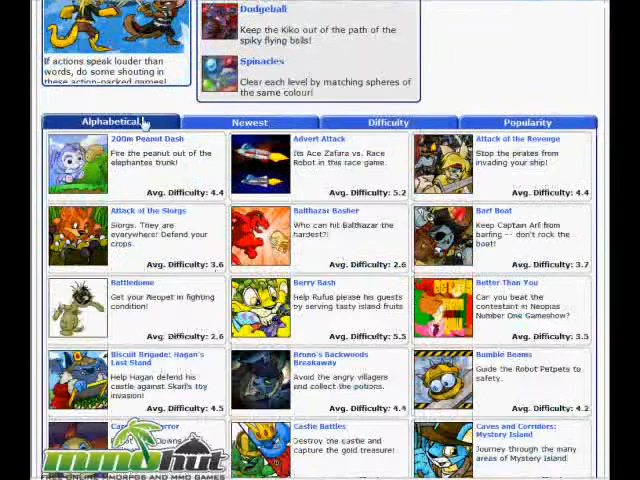 Dodgeball
Keep the Kiko out of the path of the
spiky flying balls!
If actions speak louder than
words, do some shouting in
these action-packed games!
Spinacles
Clear each level by matching spheres of
the same colour!
Alphabetical Newest Difficulty Popularity
200m Peanut Dash
Fire the peanut out of the
elephantes trunk!
Avg. Difficulty: 4.4
Advert Attack
Its Ace Zafara vs. Race
Robot in this race game.
Avg. Difficulty: 5.2
Attack of the Revenge
Stop the pirates from
invading your ship!
Avg. Difficulty: 4.4
Attack of the Slorgs
Slorgs. They are
everywhere! Defend your
crops.
Avg. Difficulty: 3.6
Balthazar Basher
Who can hit Balthazar the
hardest?!
Avg. Difficulty: 2.6
Barf Boat
Keep Captain Arf from
barfing -- don't rock the
boat!
Avg. Difficulty: 3.7
Battledome
Get your Neopet in fighting
condition!
Avg. Difficulty: 2.6
Berry Bash
Help Rufus please his guests
by serving tasty island fruits
Avg. Difficulty: 5.5
Better Than You
Can you beat the
contestant in Neopias
Number One Gameshow?
Avg. Difficulty: 3.5
Biscuit Brigade: Hagan's
Last Stand
Help Hagan defend his
castle against Skarl's toy
invasion!
Avg. Difficulty: 4.5
Bruno's Backwoods
Breakaway
Avoid the angry villagers
and collect the potions.
Avg. Difficulty: 4.4
Bumble Beams
Guide the Robot Petpets to
safety.
Avg. Difficulty: 4.2
Castle Battles
Destroy the castle and
capture the gold treasure!
Caves and Corridors:
Mystery Island
Journey through the many
areas of Mystery Island.
mmohut
FREE ONLINE MMORPGS AND MMO GAMES